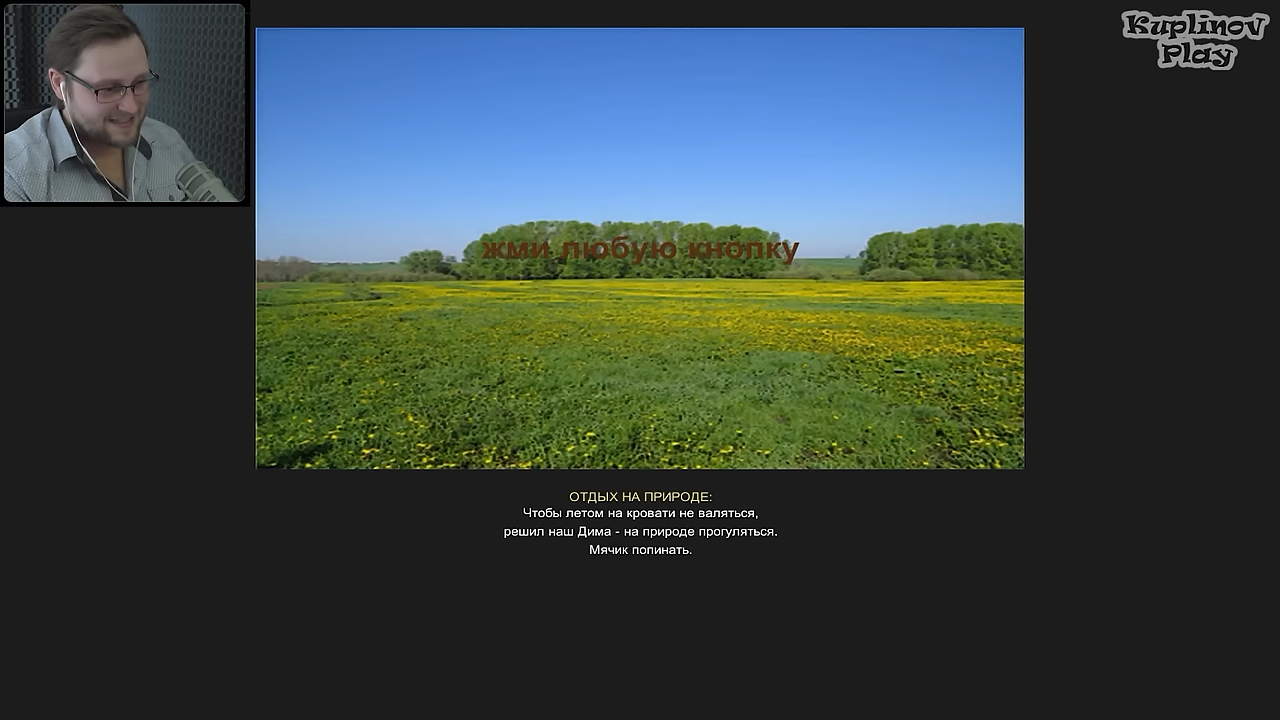 Kuplinov
Play
жми любую кнопку
ОТДЫХ НА ПРИРОДЕ:
Чтобы летом на кровати не валяться,
решил наш Дима - на природе прогуляться.
Мячик попинать.